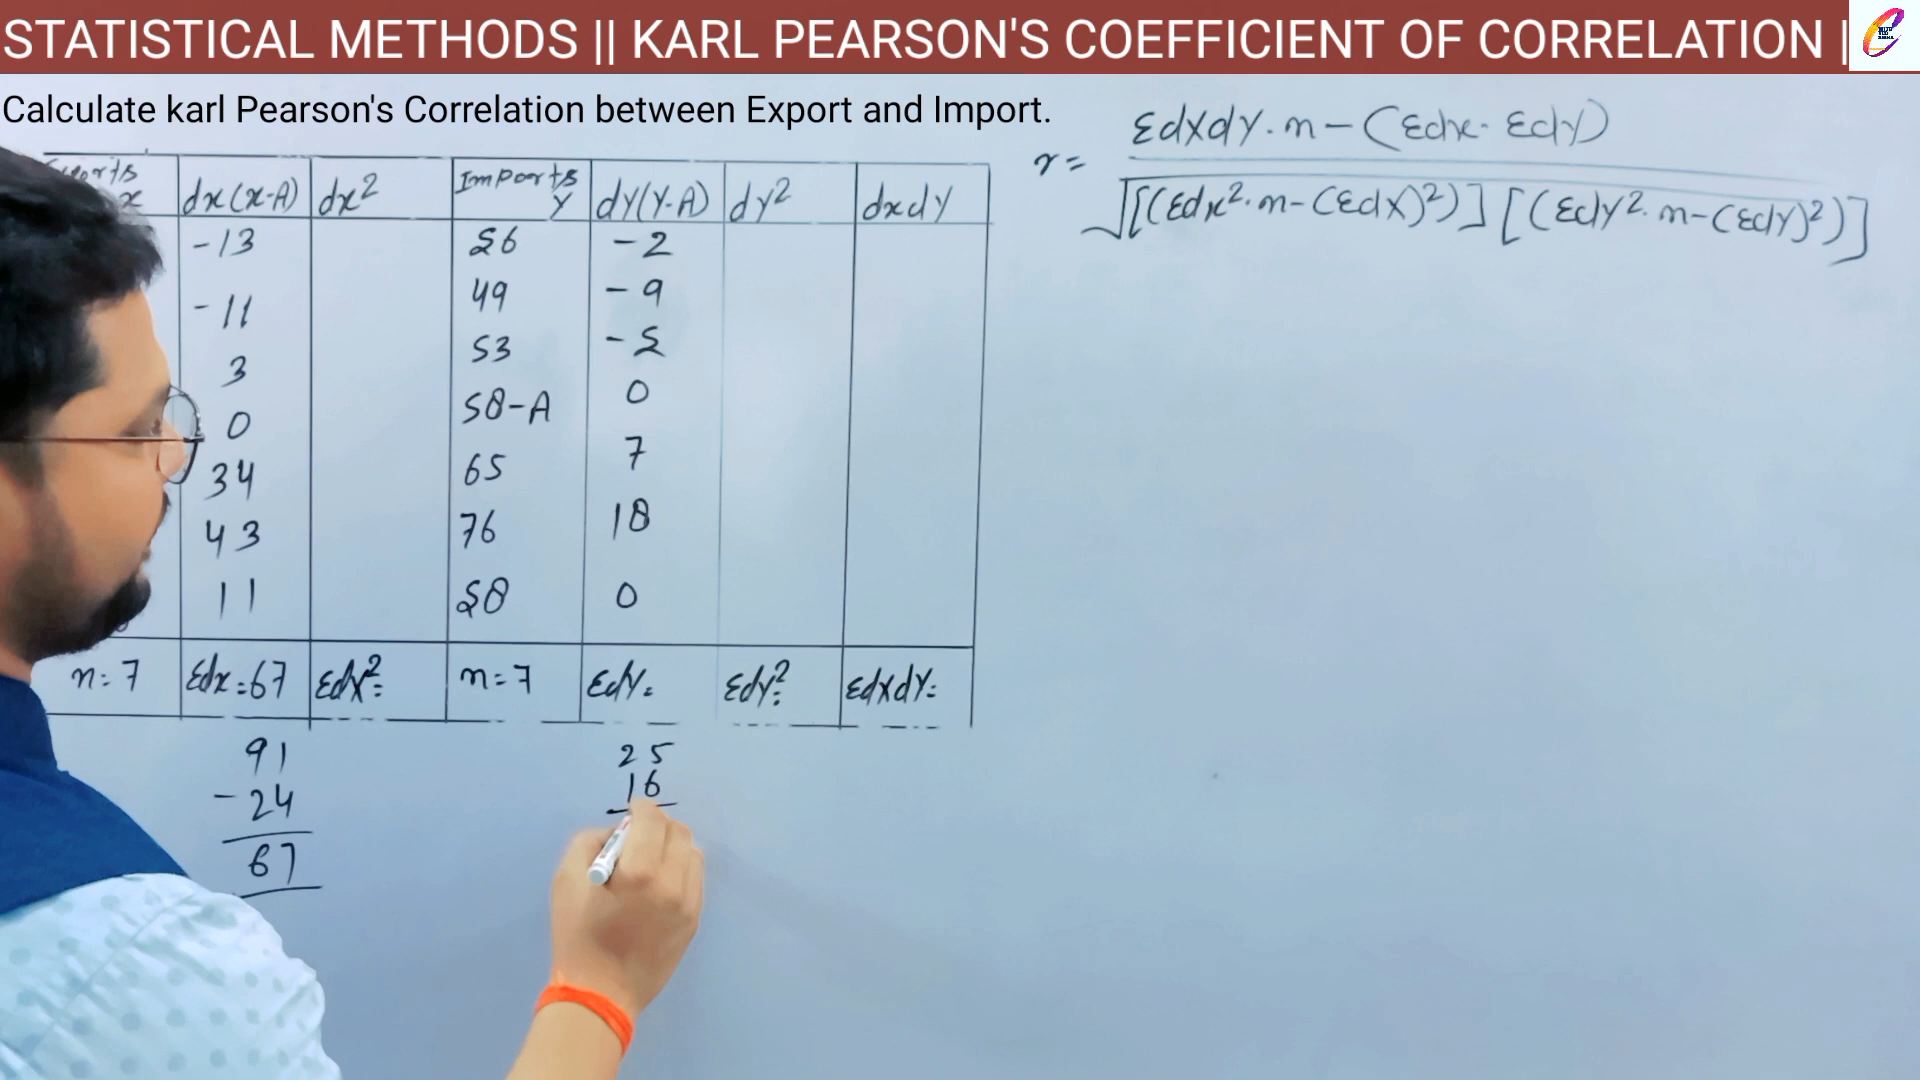 STATISTICAL METHODS || KARL PEARSON'S COEFFICIENT OF CORRELATION |
Calculate karl Pearson's Correlation between Export and Import.
r = Σdxdy.n-(Σdx.Σdy)
√[(Σdx².n-(Σdx)²)] [(Σdy².n-(Σdy)²)]
x dx(x-A) dx² Imports Y dy(Y-A) dy² dxdy
-13 56 -2
-11 49 -9
3 53 -5
0 58-A 0
34 65 7
43 76 18
11 58 0
n=7 Σdx=67 Σdx²= n=7 Σdy= Σdy²= Σdxdy=
91 25
-24 16
67